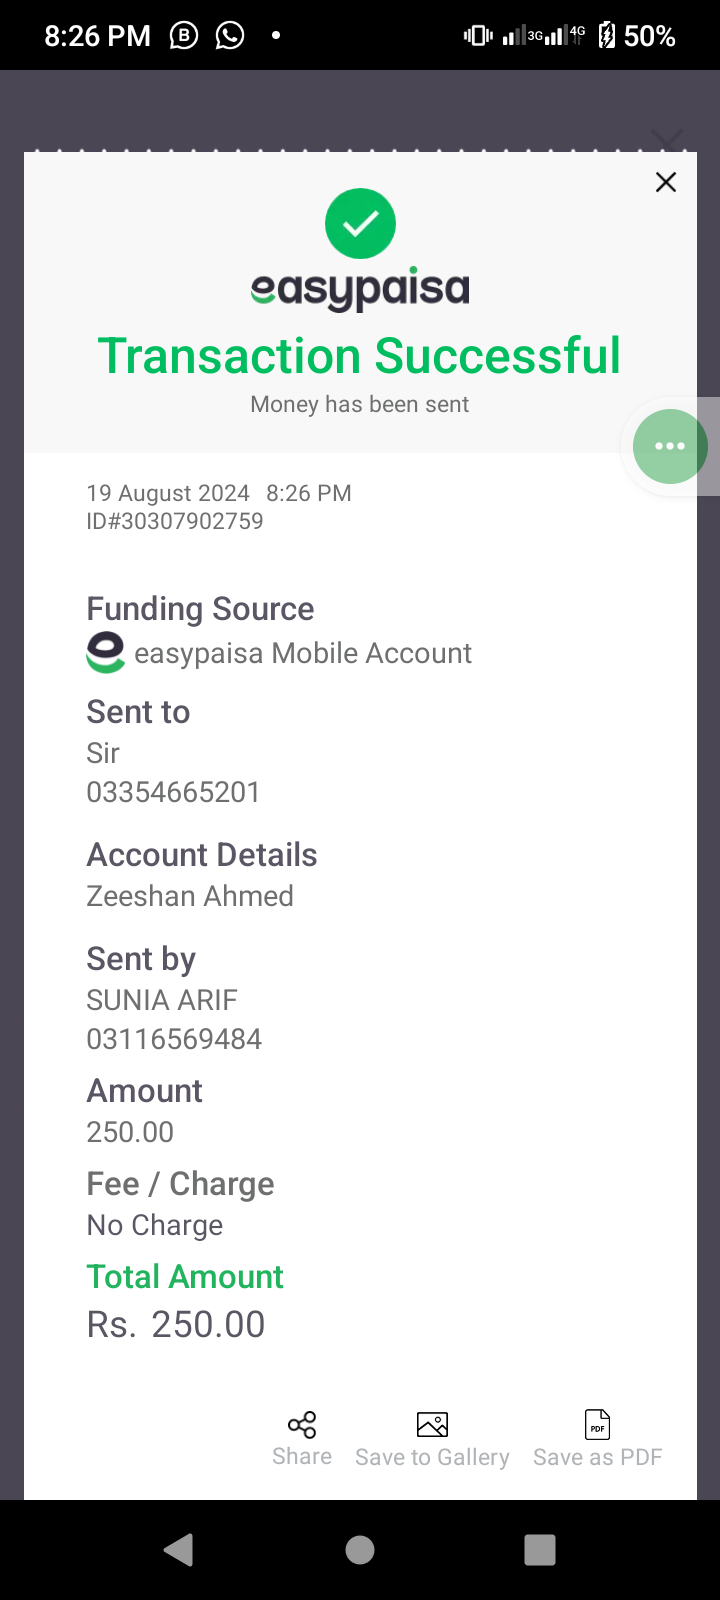 8:26 PM
3G
4G
50%
easypaisa
Transaction Successful
Money has been sent
19 August 2024 8:26 PM
ID#30307902759
Funding Source
easypaisa Mobile Account
Sent to
Sir
03354665201
Account Details
Zeeshan Ahmed
Sent by
SUNIA ARIF
03116569484
Amount
250.00
Fee / Charge
No Charge
Total Amount
Rs. 250.00
PDF
Share Save to Gallery Save as PDF